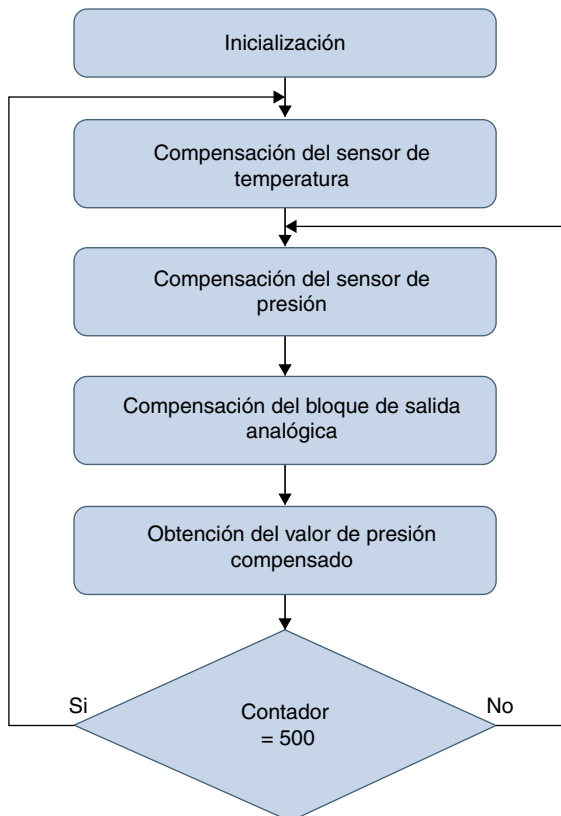 Inicialización
Compensación del sensor de
temperatura
Compensación del sensor de
presión
Compensación del bloque de salida
analógica
Obtención del valor de presión
compensado
Si
Contador
= 500
No